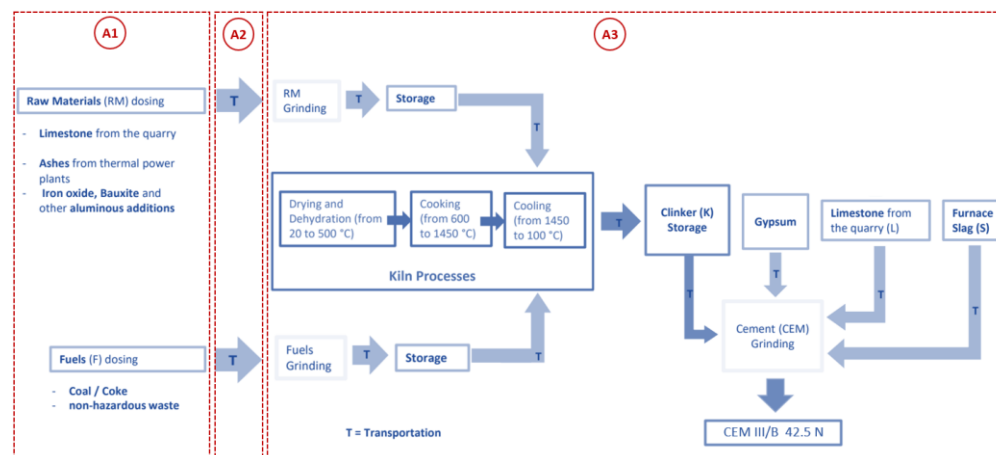 A1
A2
A3
Raw Materials (RM) dosing
T
RM
Grinding
T
Storage
T
- Limestone from the quarry
- Ashes from thermal power
plants
- Iron oxide, Bauxite and
other aluminous additions
Drying and
Dehydration (from
20 to 500 °C)
Cooking
(from 600
to 1450 °C)
Cooling
(from 1450
to 100 °C)
Kiln Processes
T
Clinker (K)
Storage
Gypsum
Limestone from
the quarry (L)
Furnace
Slag (S)
T
T
T
T
Cement (CEM)
Grinding
Fuels (F) dosing
T
Fuels
Grinding
T
Storage
T
- Coal / Coke
- non-hazardous waste
T = Transportation
CEM III/B 42.5 N